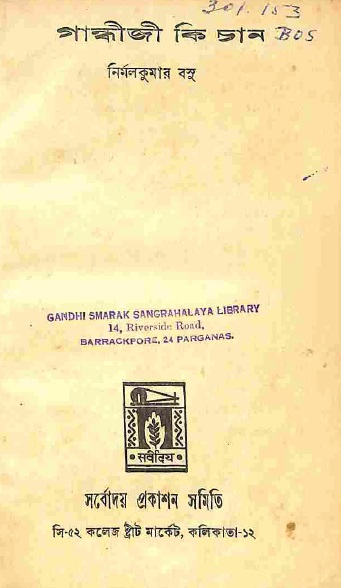 301.153
গান্ধীজী কি চান BOS
নির্মলকুমার বসু
GANDHI SMARAK SANGRAHALAYA LIBRARY
14, Riverside Road,
BARRACKPORE, 24 PARGANAS.
সর্বোদয়
সর্বোদয় প্রকাশন সমিতি
সি-৫২ কলেজ ষ্ট্রীট মার্কেট, কলিকাতা-১২